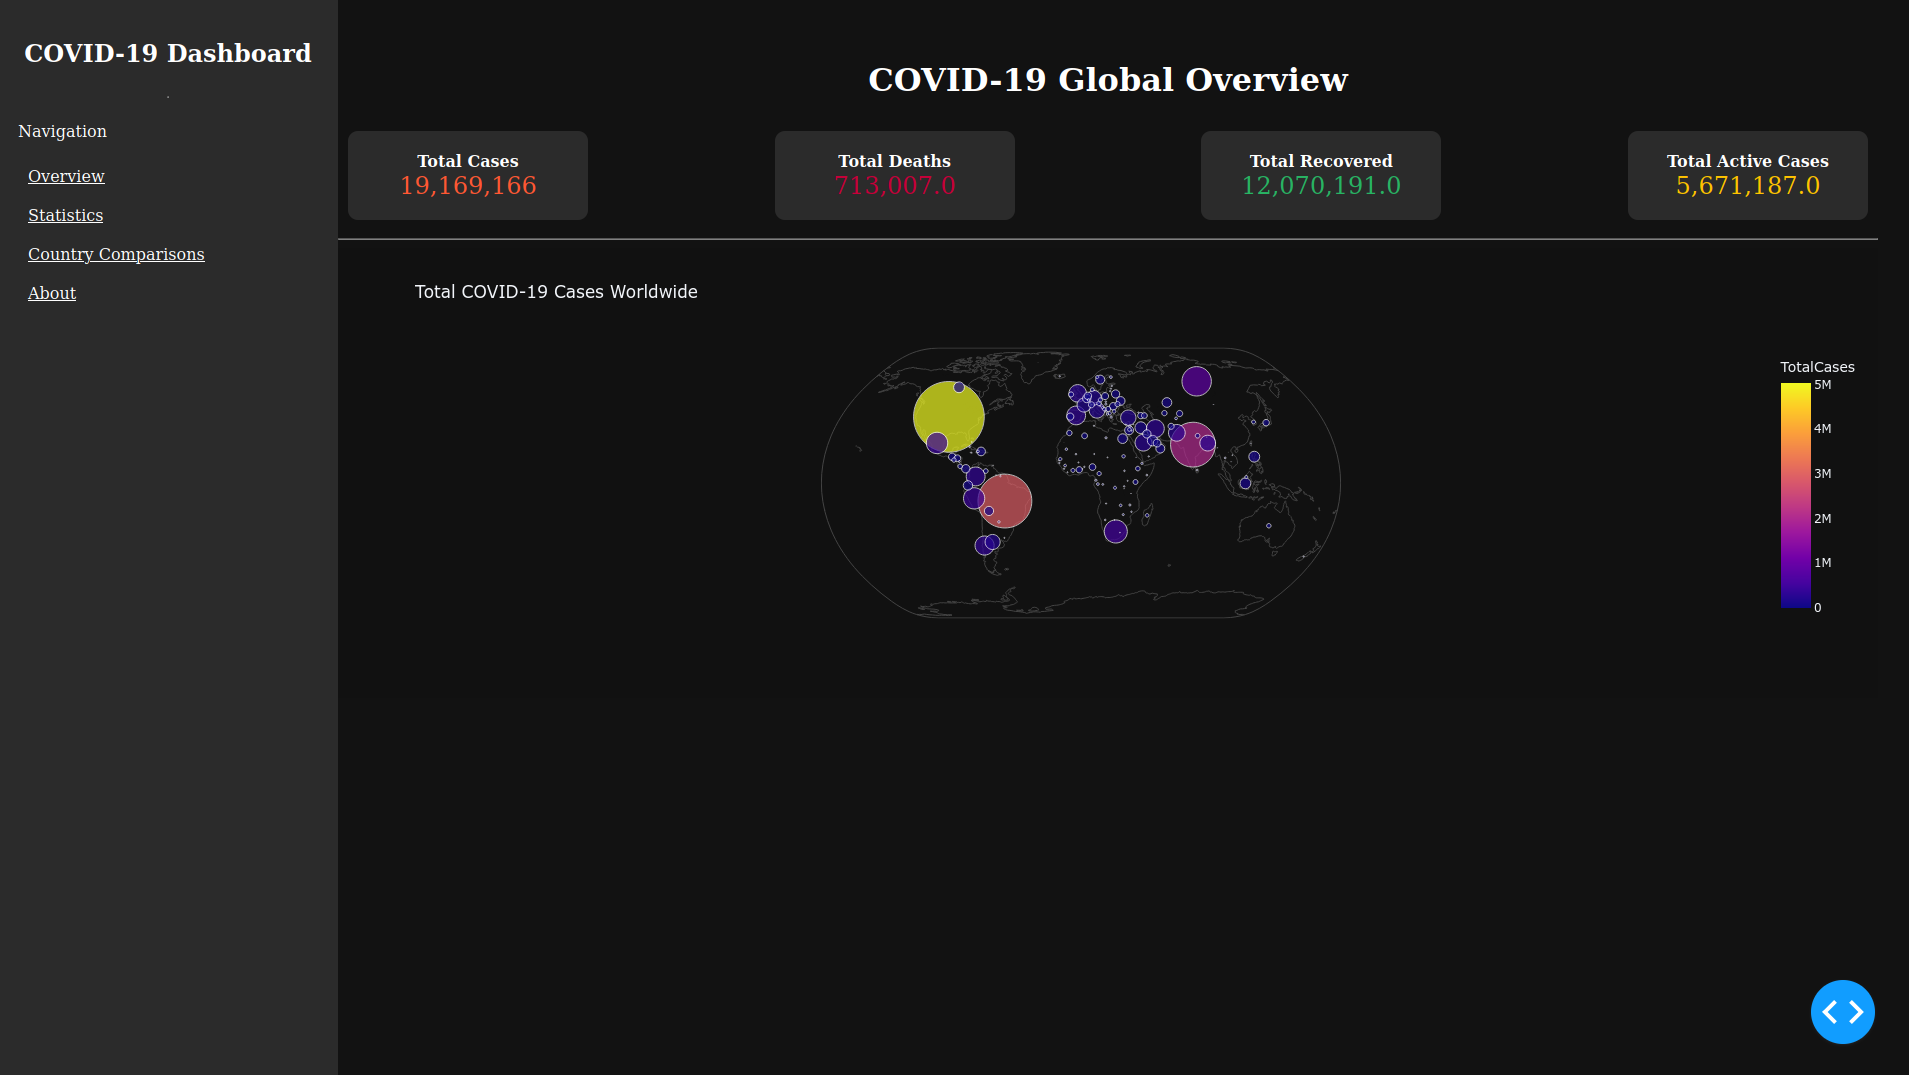 COVID-19 Dashboard
.
Navigation
Overview
Statistics
Country Comparisons
About
COVID-19 Global Overview
Total Cases
19,169,166
Total Deaths
713,007.0
Total Recovered
12,070,191.0
Total Active Cases
5,671,187.0
Total COVID-19 Cases Worldwide
TotalCases
5M
4M
3M
2M
1M
0